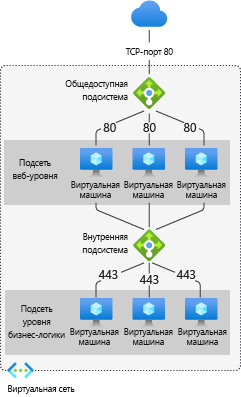 TCP-порт 80
Общедоступная
подсистема
80 80 80
Подсеть
веб-уровня
Виртуальная
машина
Виртуальная
машина
Виртуальная
машина
Внутренняя
подсистема
443 443 443
Подсеть
уровня
бизнес-логики
Виртуальная
машина
Виртуальная
машина
Виртуальная
машина
Виртуальная сеть